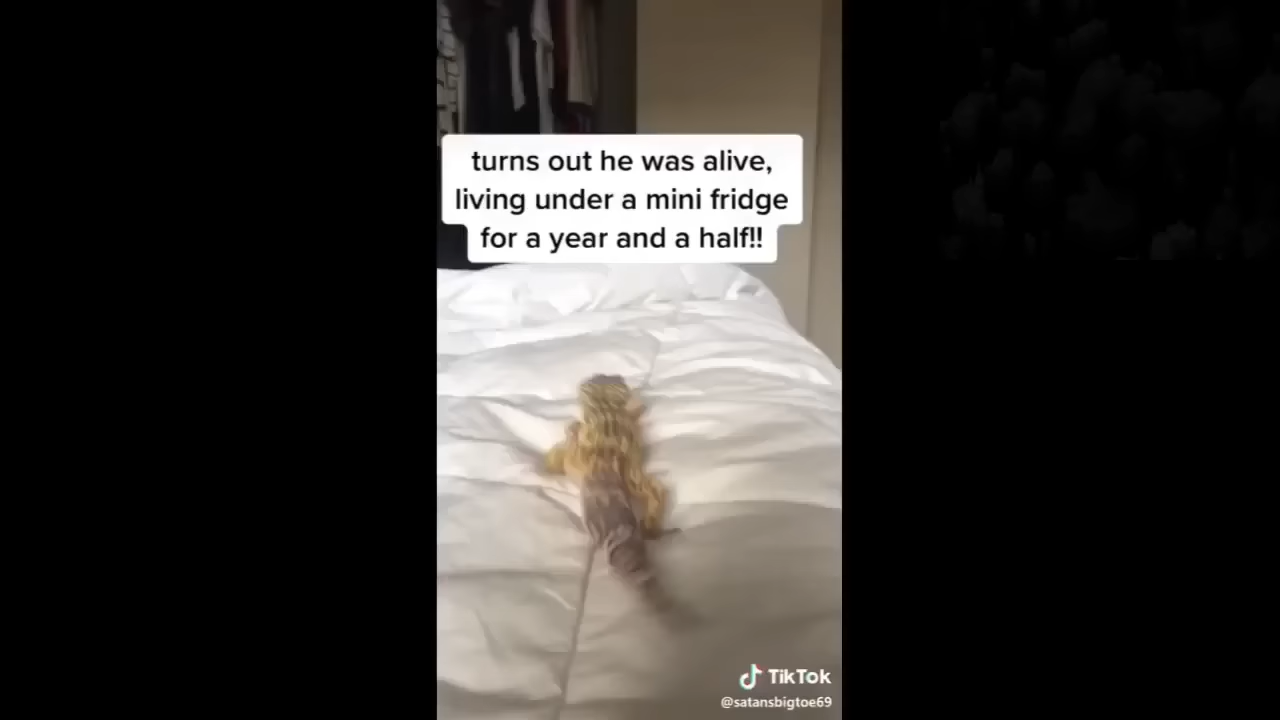 turns out he was alive,
living under a mini fridge
for a year and a half!!
TikTok
@satansbigtoe69